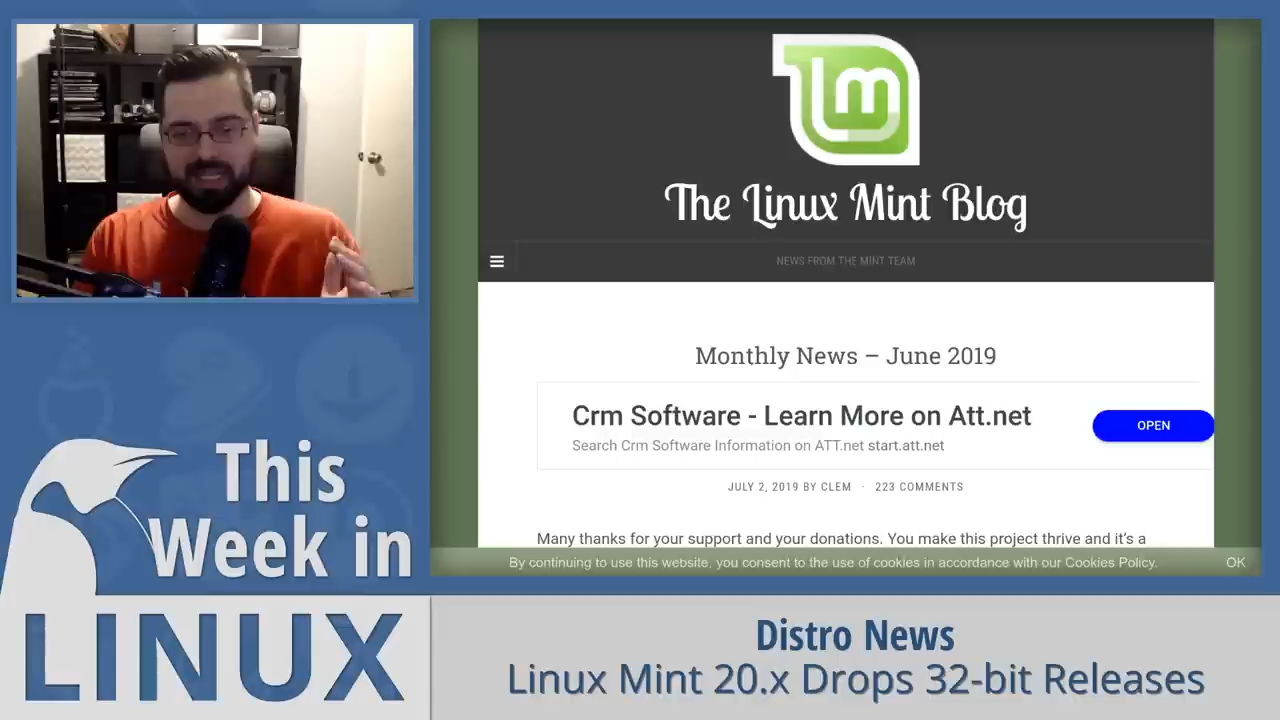 lm
The Linux Mint Blog
NEWS FROM THE MINT TEAM
Monthly News – June 2019
Crm Software - Learn More on Att.net
Search Crm Software Information on ATT.net start.att.net
OPEN
JULY 2, 2019 BY CLEM · 223 COMMENTS
Many thanks for your support and your donations. You make this project thrive and it's a
By continuing to use this website, you consent to the use of cookies in accordance with our Cookies Policy.
OK
This
Week in
LINUX
Distro News
Linux Mint 20.x Drops 32-bit Releases